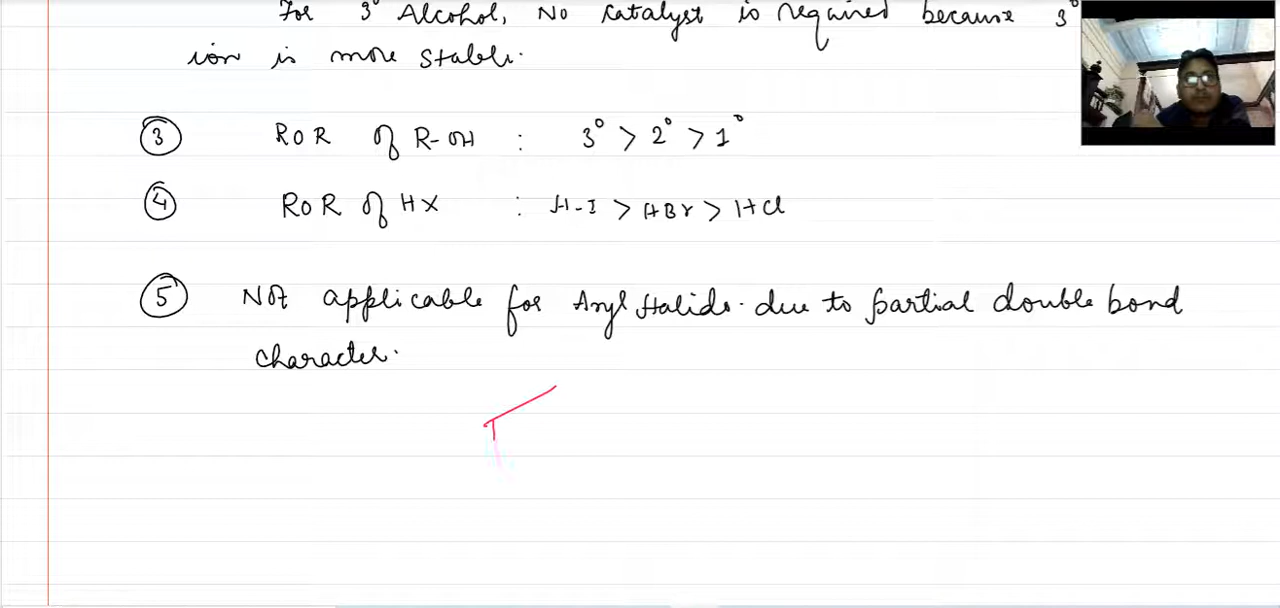 For 3° Alcohol, No Catalyst is required because 3°
ion is more stable.
③ ROR of R-OH : 3° > 2° > 1°
④ ROR of HX : H-I > HBr > HCl
⑤ Not applicable for Aryl Halide. due to partial double bond
character.